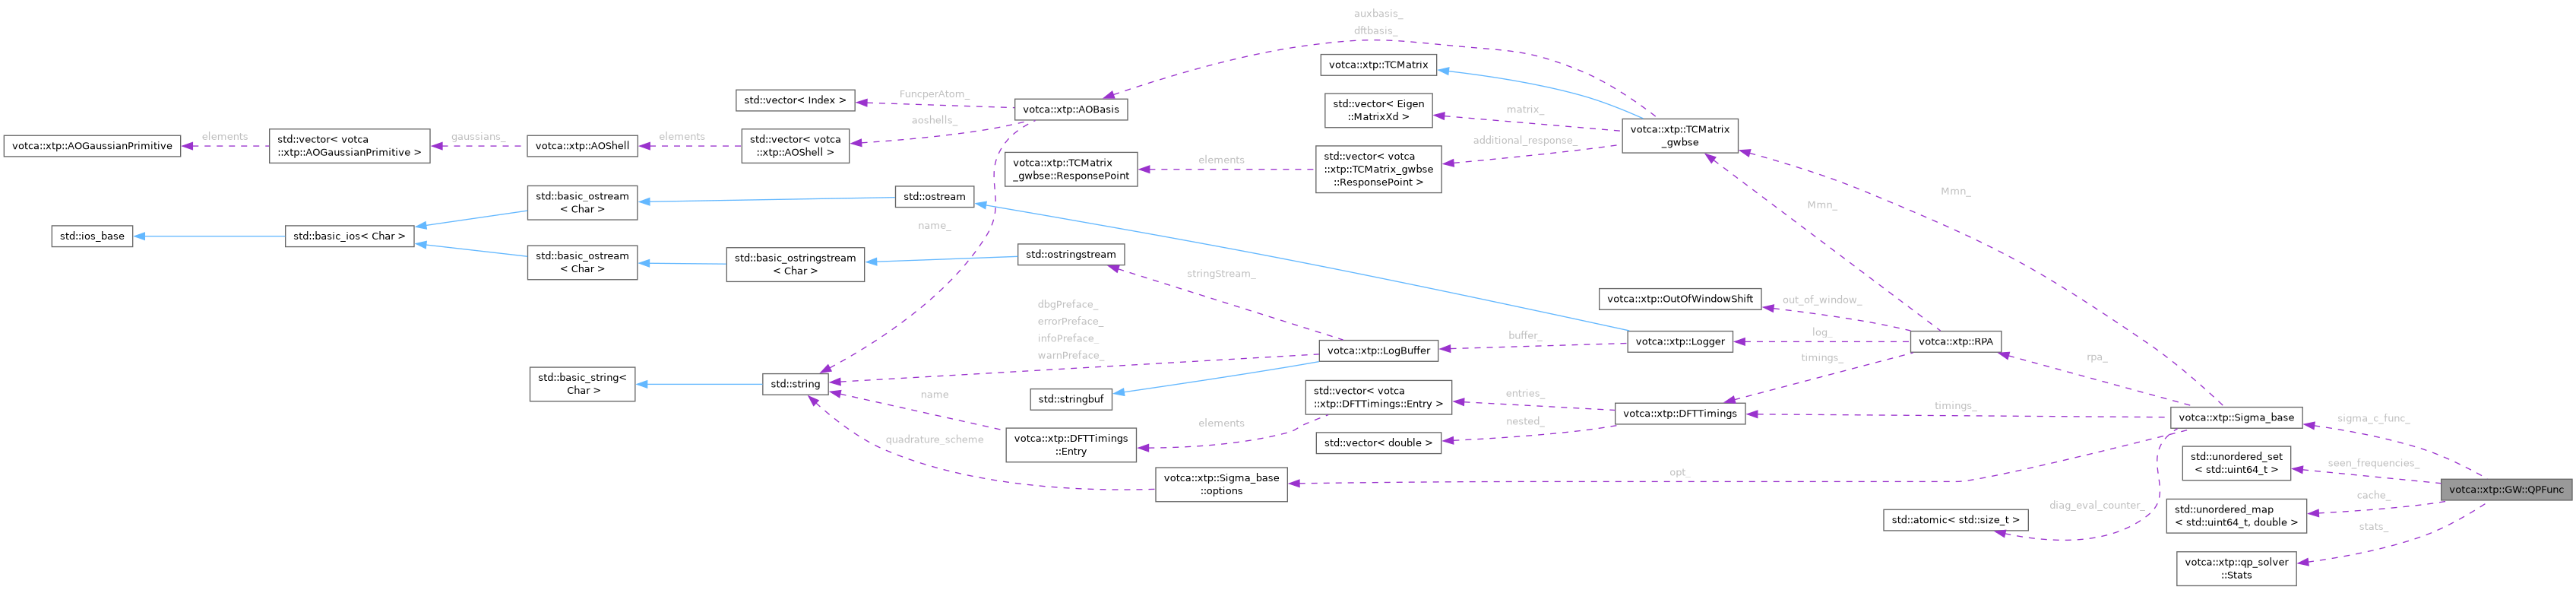 auxbasis_
dftbasis_
votca::xtp::TCMatrix
std::vector< Index >
FuncperAtom_
votca::xtp::AOBasis
std::vector< Eigen
::MatrixXd >
matrix_
aoshells_
votca::xtp::TCMatrix
_gwbse
votca::xtp::AOGaussianPrimitive
elements
std::vector< votca
::xtp::AOGaussianPrimitive >
gaussians_
votca::xtp::AOShell
elements
std::vector< votca
::xtp::AOShell >
additional_response_
votca::xtp::TCMatrix
_gwbse::ResponsePoint
elements
std::vector< votca
::xtp::TCMatrix_gwbse
::ResponsePoint >
Mmn_
Mmn_
std::basic_ostream
< Char >
std::ostream
name_
std::ios_base
std::basic_ios< Char >
std::basic_ostream
< Char >
std::basic_ostringstream
< Char >
std::ostringstream
stringStream_
votca::xtp::OutOfWindowShift
out_of_window_
dbgPreface_
errorPreface_
infoPreface_
warnPreface_
votca::xtp::LogBuffer
buffer_
votca::xtp::Logger
log_
votca::xtp::RPA
timings_
rpa_
std::basic_string<
Char >
std::string
name
std::stringbuf
std::vector< votca
::xtp::DFTTimings::Entry >
entries_
votca::xtp::DFTTimings
timings_
votca::xtp::Sigma_base
sigma_c_func_
quadrature_scheme
votca::xtp::DFTTimings
::Entry
elements
std::vector< double >
nested_
votca::xtp::Sigma_base
::options
opt_
std::unordered_set
< std::uint64_t >
seen_frequencies_
votca::xtp::GW::QPFunc
diag_eval_counter_
std::unordered_map
< std::uint64_t, double >
cache_
std::atomic< std::size_t >
stats_
votca::xtp::qp_solver
::Stats